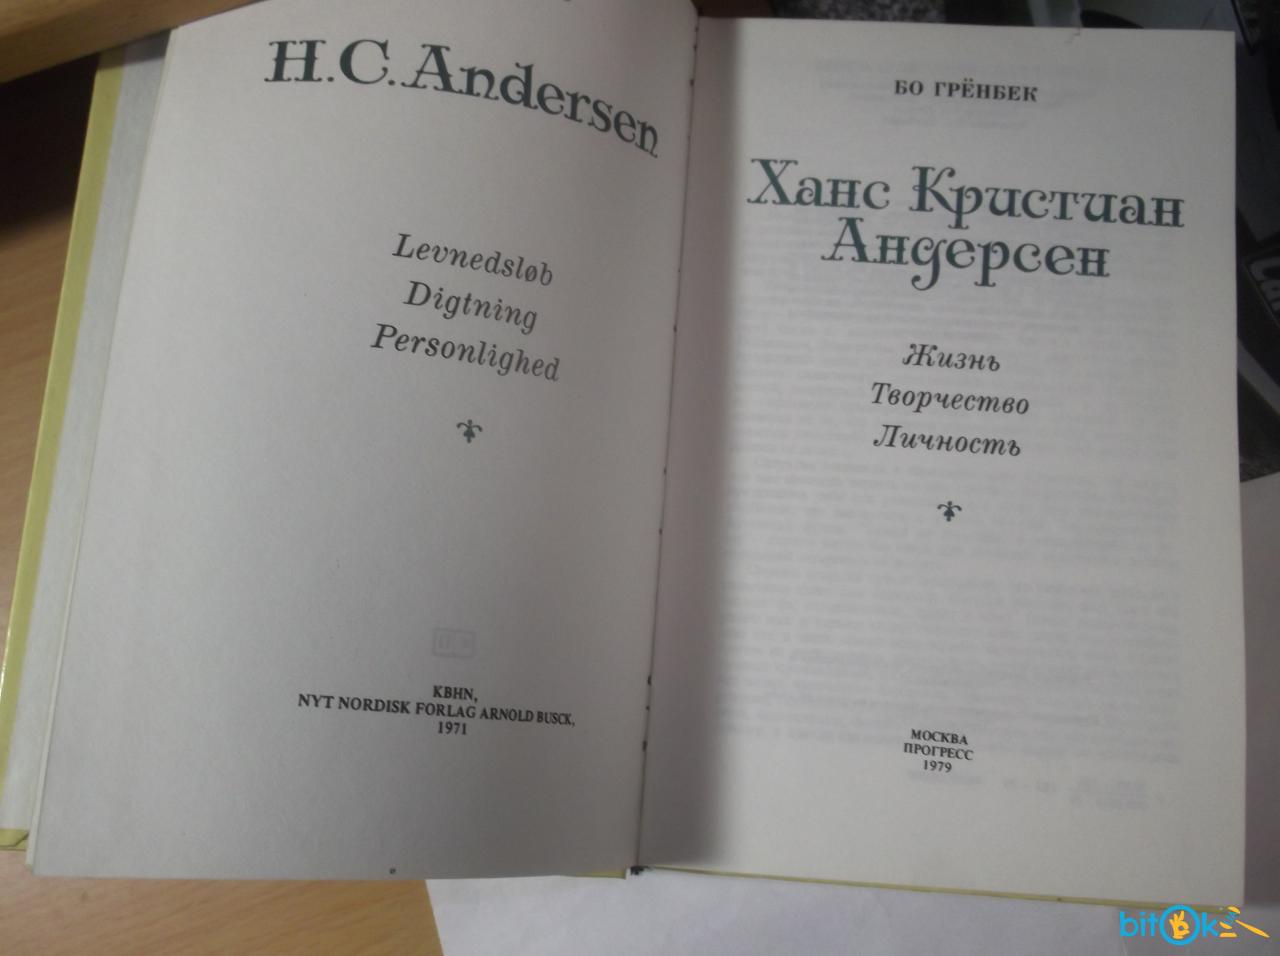 H.C.Andersen
Levnedsløb
Digtning
Personlighed
KBHN,
NYT NORDISK FORLAG ARNOLD BUSCK,
1971
БО ГРЁНБЕК
Ханс Кристиан
Андерсен
Жизнь
Творчество
Личность
МОСКВА
ПРОГРЕСС
1979
bitOk